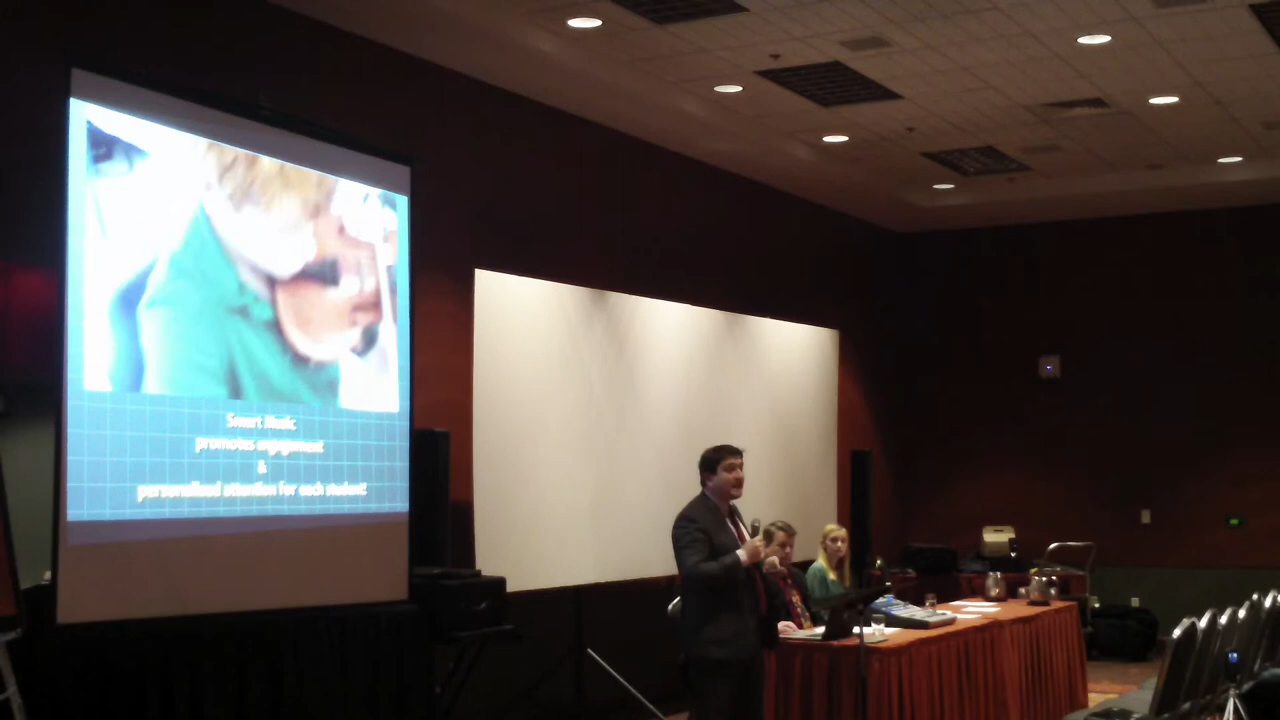 Smart Music
promotes engagement
&
personalized attention for each student!